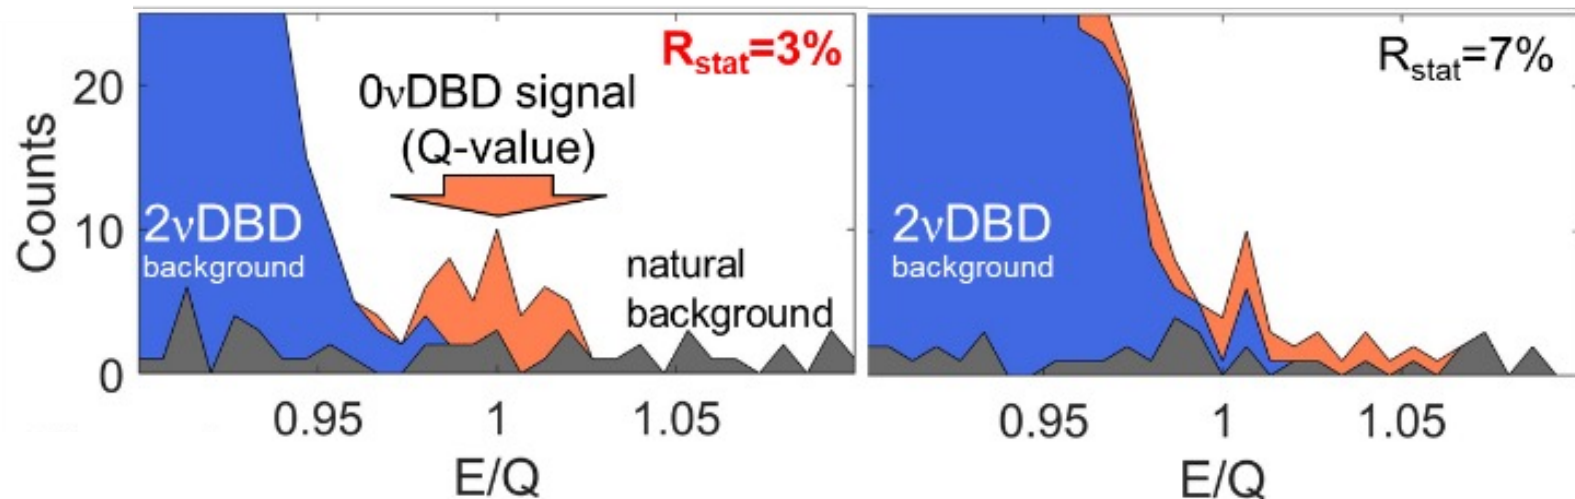 R_stat=3%
0νDBD signal
(Q-value)
2νDBD
background
natural
background
Counts
20
10
0
0.95
1
1.05
E/Q
R_stat=7%
2νDBD
background
0.95
1
1.05
E/Q